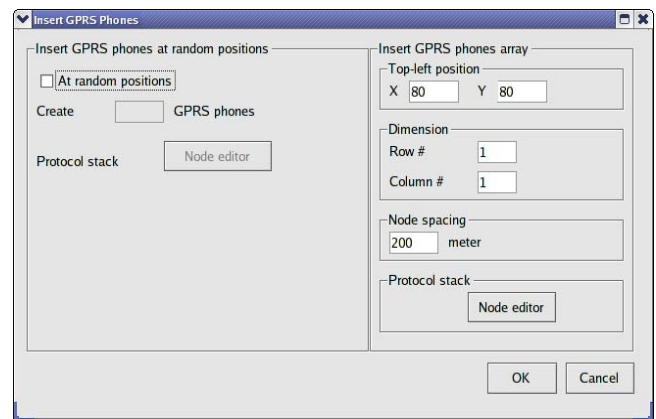 Insert GPRS Phones
Insert GPRS phones at random positions
At random positions
Create GPRS phones
Protocol stack Node editor
Insert GPRS phones array
Top-left position
X 80 Y 80
Dimension
Row # 1
Column # 1
Node spacing
200 meter
Protocol stack
Node editor
OK Cancel